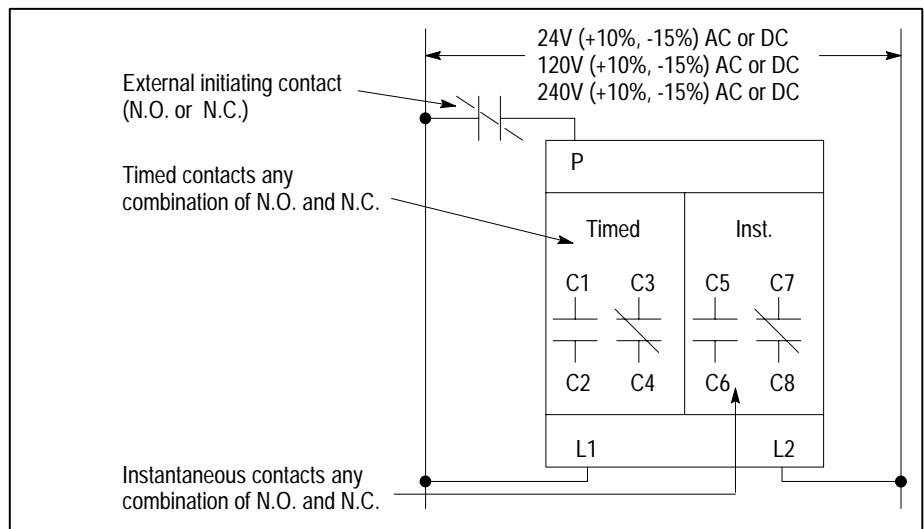 24V (+10%, -15%) AC or DC
120V (+10%, -15%) AC or DC
240V (+10%, -15%) AC or DC
External initiating contact
(N.O. or N.C.)
P
Timed contacts any
combination of N.O. and N.C.
Timed
Inst.
C1
C3
C5
C7
C2
C4
C6
C8
L1
L2
Instantaneous contacts any
combination of N.O. and N.C.